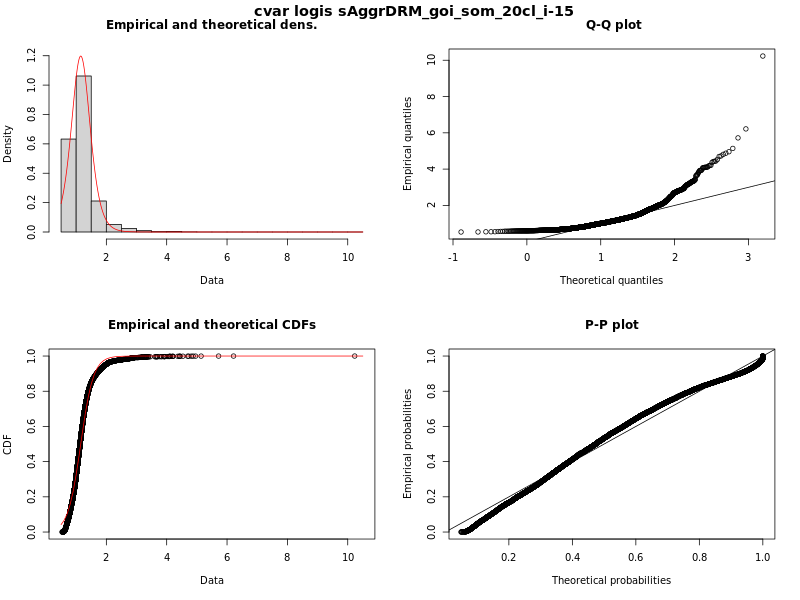 cvar logis sAggrDRM_goi_som_20cl_i-15
Empirical and theoretical dens.
Density
0.0 0.2 0.4 0.6 0.8 1.0 1.2
2 4 6 8 10
Data
Q-Q plot
Empirical quantiles
2 4 6 8 10
-1 0 1 2 3
Theoretical quantiles
Empirical and theoretical CDFs
CDF
0.0 0.2 0.4 0.6 0.8 1.0
2 4 6 8 10
Data
P-P plot
Empirical probabilities
0.0 0.2 0.4 0.6 0.8 1.0
0.2 0.4 0.6 0.8 1.0
Theoretical probabilities